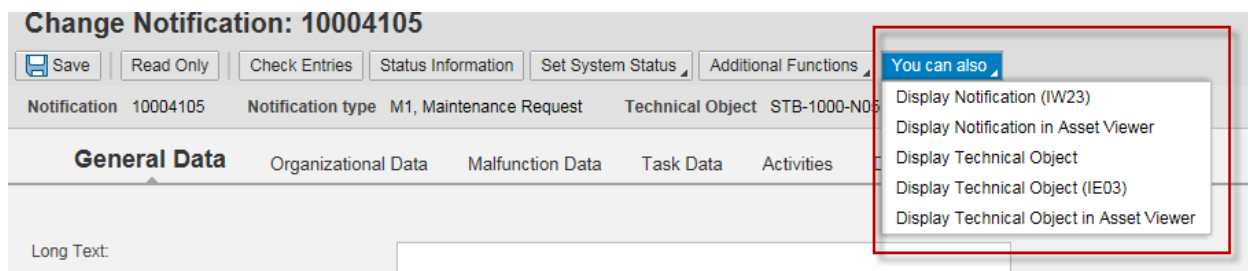 Change Notification: 10004105
Save Read Only Check Entries Status Information Set System Status Additional Functions You can also
Notification 10004105 Notification type M1, Maintenance Request Technical Object STB-1000-N05
Display Notification (IW23)
Display Notification in Asset Viewer
Display Technical Object
Display Technical Object (IE03)
Display Technical Object in Asset Viewer
General Data Organizational Data Malfunction Data Task Data Activities
Long Text: